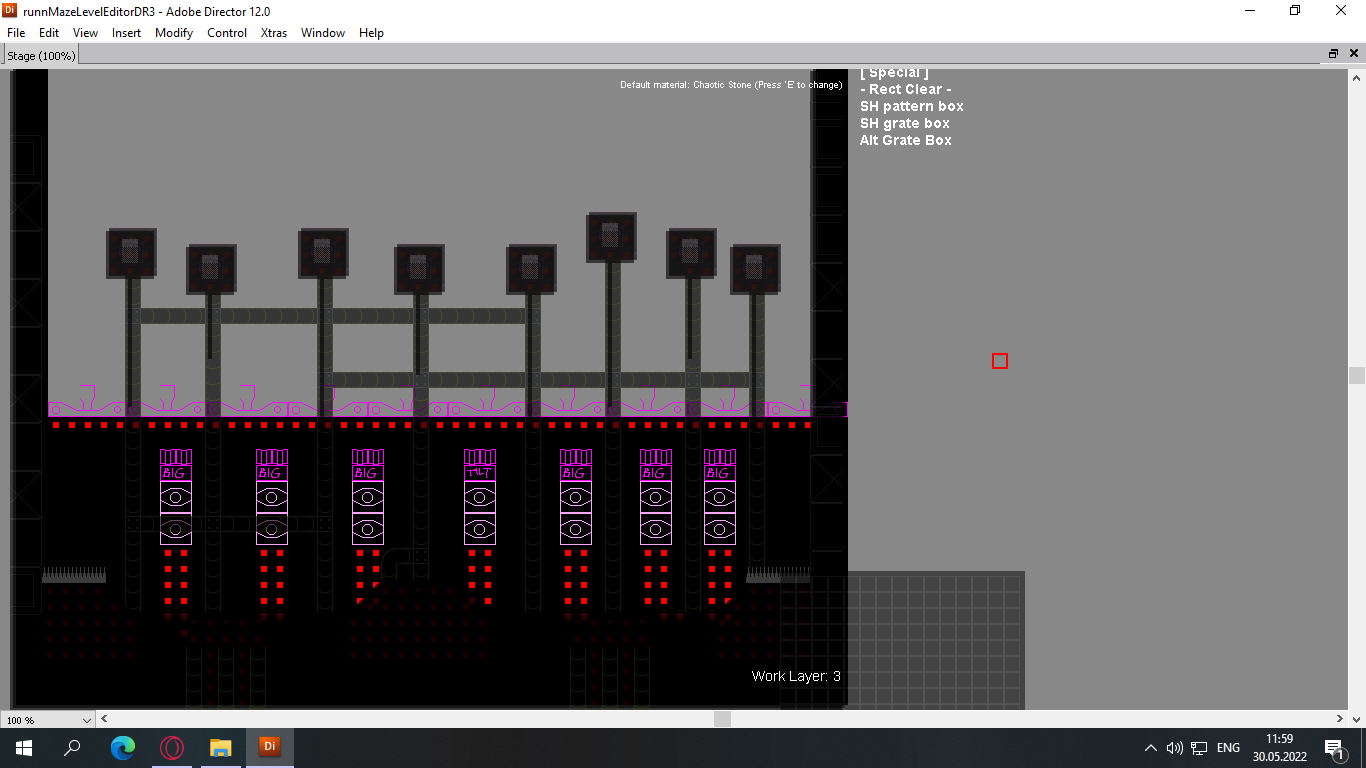 Di runnMazeLevelEditorDR3 - Adobe Director 12.0
File Edit View Insert Modify Control Xtras Window Help
Stage (100%)
[ Special ]
Default material: Chaotic Stone (Press 'E' to change)
- Rect Clear -
SH pattern box
SH grate box
Alt Grate Box
BIG BIG BIG TILT BIG BIG BIG
Work Layer: 3
100 %
Di
ENG
11:59
30.05.2022
1